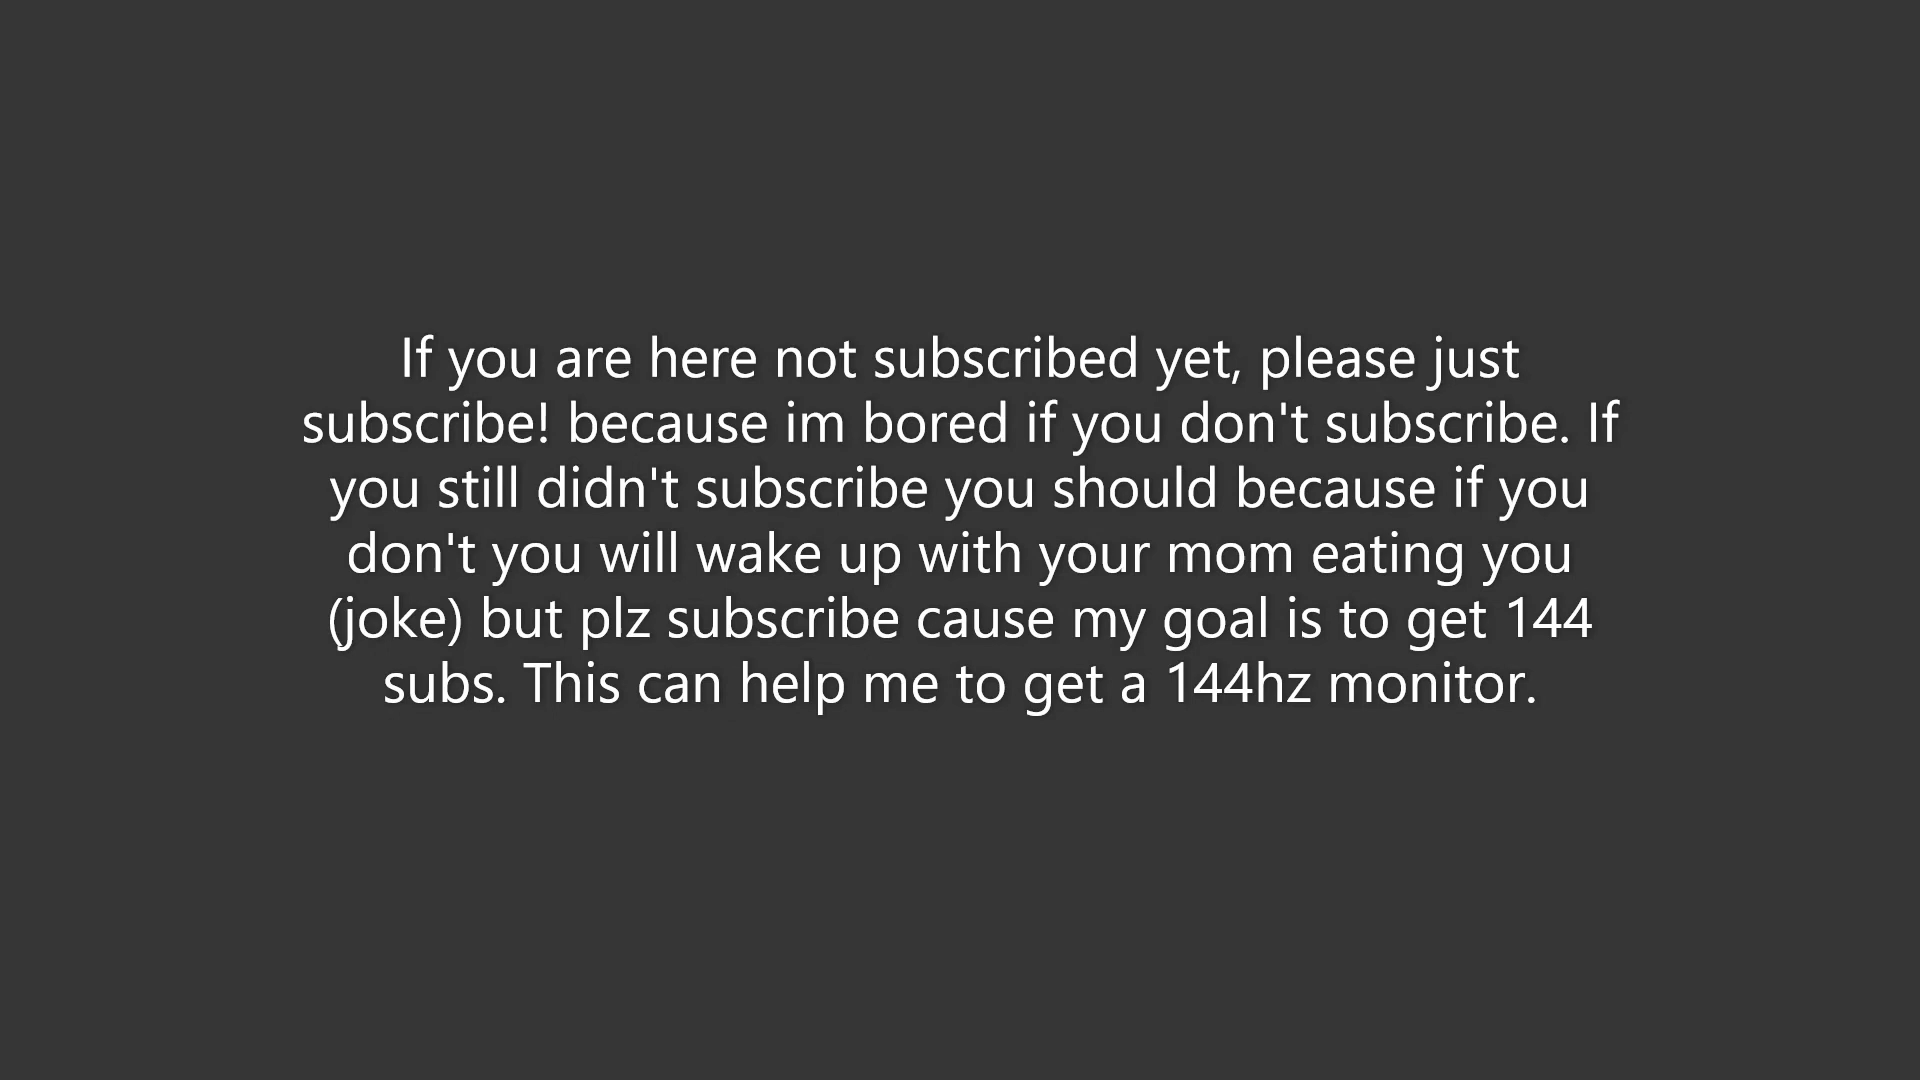 If you are here not subscribed yet, please just
subscribe! because im bored if you don't subscribe. If
you still didn't subscribe you should because if you
don't you will wake up with your mom eating you
(joke) but plz subscribe cause my goal is to get 144
subs. This can help me to get a 144hz monitor.